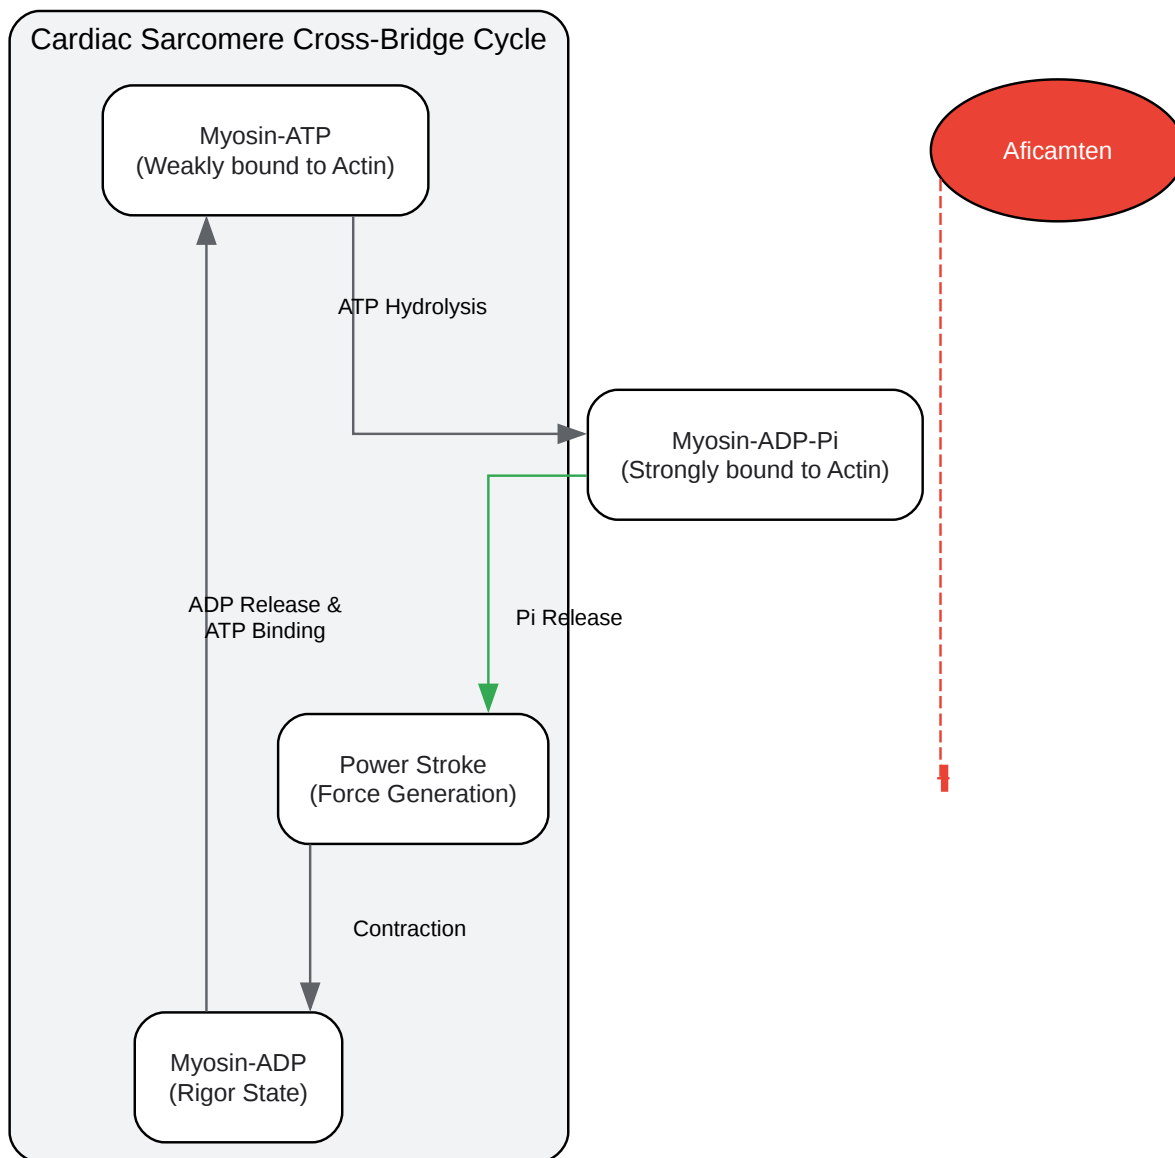 Cardiac Sarcomere Cross-Bridge Cycle
Myosin-ATP
(Weakly bound to Actin)
Aficamten
ATP Hydrolysis
Myosin-ADP-Pi
(Strongly bound to Actin)
ADP Release &
ATP Binding
Pi Release
Power Stroke
(Force Generation)
Contraction
Myosin-ADP
(Rigor State)